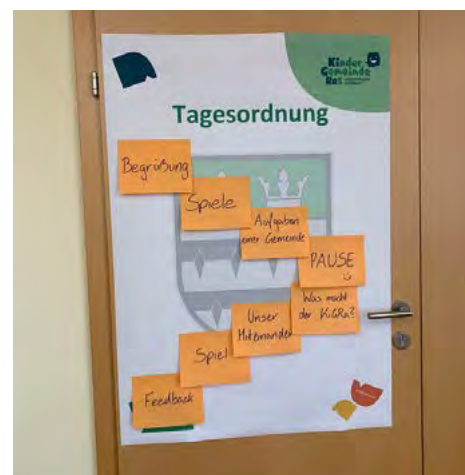 Kinder
Gemeinde
Rat
Tagesordnung
Begrüßung
Spiele
Aufgaben
einer Gemeinde
PAUSE
Was macht
der KiGRa?
Unser
Miteinander
Spiel
Feedback